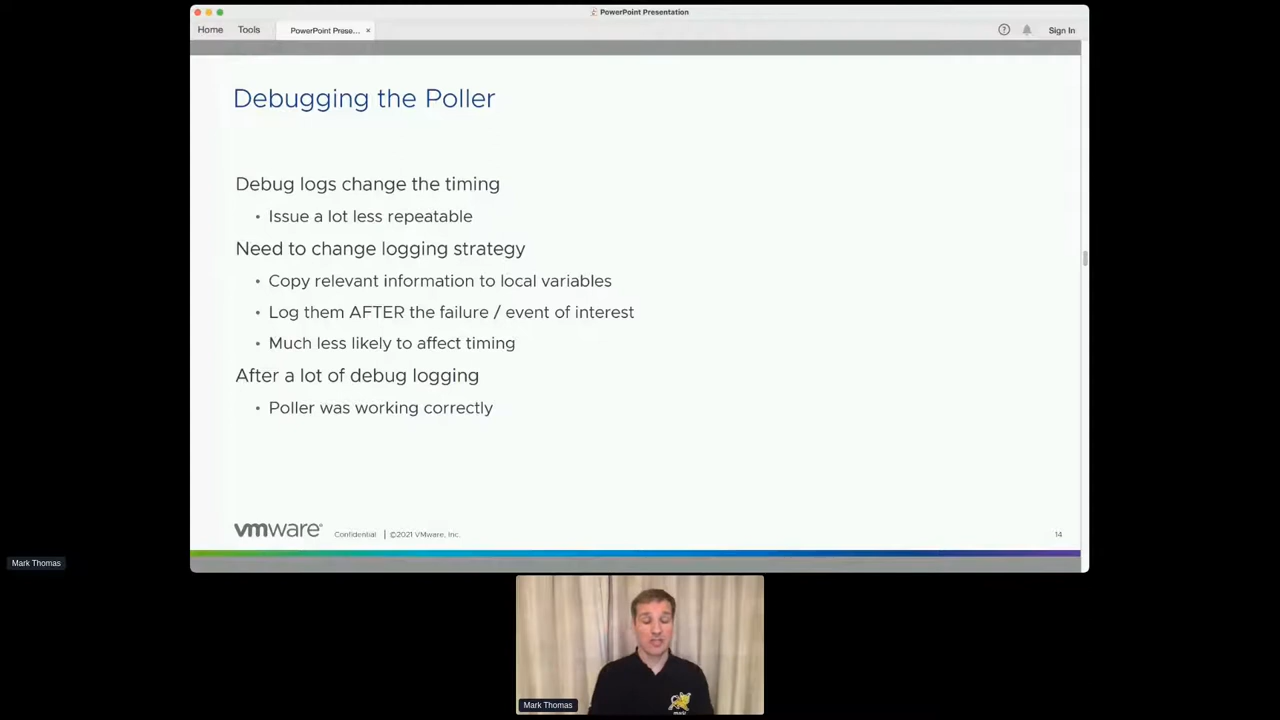 PowerPoint Presentation
Home
Tools
PowerPoint Prese...
Sign In
Debugging the Poller
Debug logs change the timing
• Issue a lot less repeatable
Need to change logging strategy
• Copy relevant information to local variables
• Log them AFTER the failure / event of interest
• Much less likely to affect timing
After a lot of debug logging
• Poller was working correctly
vmware®
Confidential | ©2021 VMware, Inc.
14
Mark Thomas
Mark Thomas